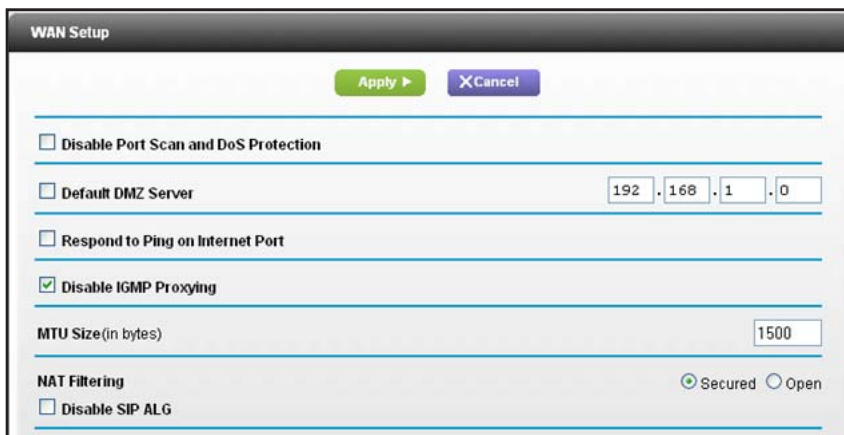 WAN Setup
Apply
Cancel
Disable Port Scan and DoS Protection
Default DMZ Server 192 . 168 . 1 . 0
Respond to Ping on Internet Port
Disable IGMP Proxying
MTU Size(in bytes) 1500
NAT Filtering Secured Open
Disable SIP ALG